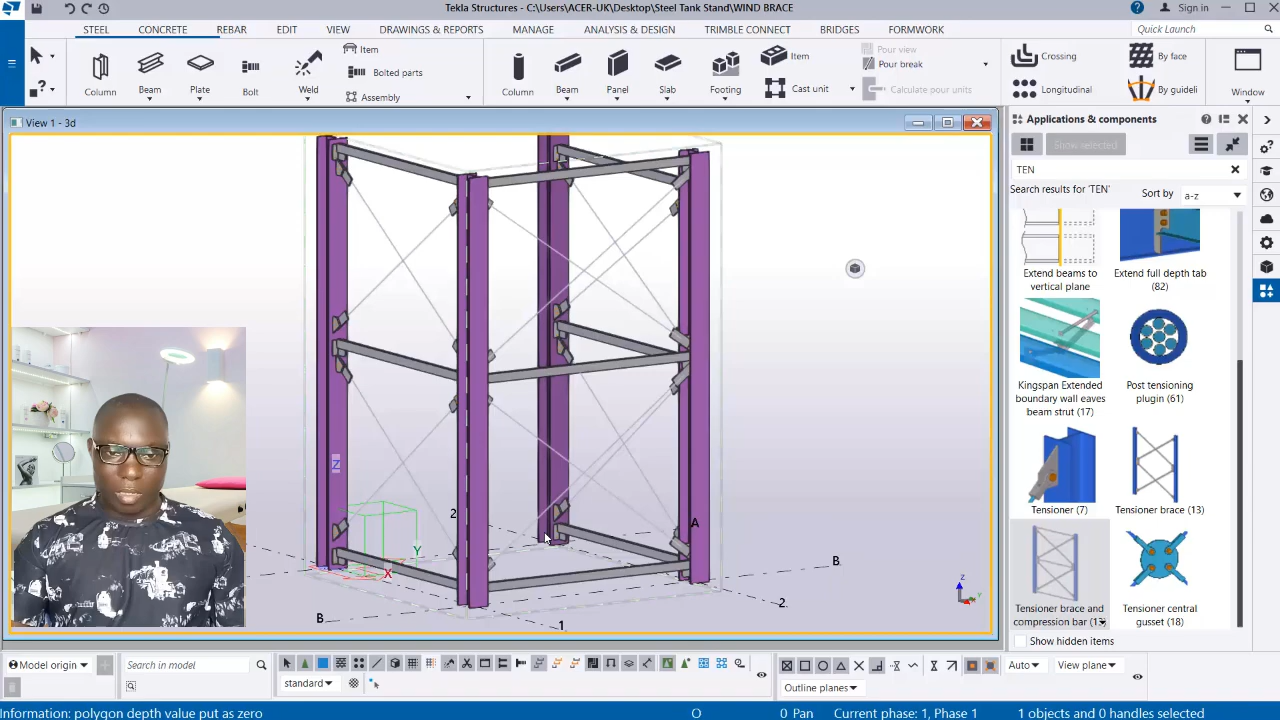 Tekla Structures - C:\Users\ACER-UK\Desktop\Steel Tank Stand\WIND BRACE
Sign in
STEEL CONCRETE REBAR EDIT VIEW DRAWINGS & REPORTS MANAGE ANALYSIS & DESIGN TRIMBLE CONNECT BRIDGES FORMWORK
Quick Launch
Item
Bolted parts
Assembly
Column Beam Plate Bolt Weld
Column Beam Panel Slab Footing
Item
Cast unit
Pour view
Pour break
Calculate pour units
Crossing
By face
Longitudinal
By guideli
Window
View 1 - 3d
Applications & components
Show selected
TEN
Search results for 'TEN'
Sort by
a-z
Extend beams to
vertical plane
Extend full depth tab
(82)
Kingspan Extended
boundary wall eaves
beam strut (17)
Post tensioning
plugin (61)
Tensioner (7)
Tensioner brace (13)
Tensioner brace and
compression bar (13
Tensioner central
gusset (18)
Show hidden items
Z
2
A
Y
X
B
B
2
1
Z
Model origin
Search in model
standard
Auto
View plane
Outline planes
Information: polygon depth value put as zero
O
0 Pan
Current phase: 1, Phase 1
1 objects and 0 handles selected